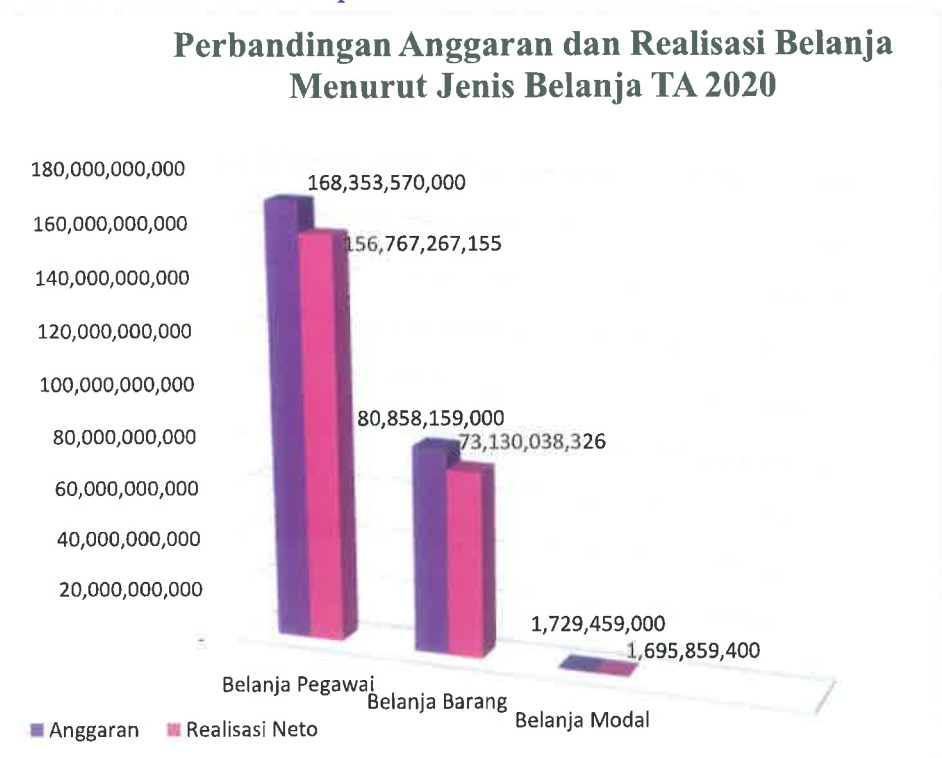 Perbandingan Anggaran dan Realisasi Belanja
Menurut Jenis Belanja TA 2020
180,000,000,000
160,000,000,000
140,000,000,000
120,000,000,000
100,000,000,000
80,000,000,000
60,000,000,000
40,000,000,000
20,000,000,000
-
168,353,570,000
156,767,267,155
80,858,159,000
73,130,038,326
1,729,459,000
1,695,859,400
Belanja Pegawai
Belanja Barang
Belanja Modal
Anggaran
Realisasi Neto